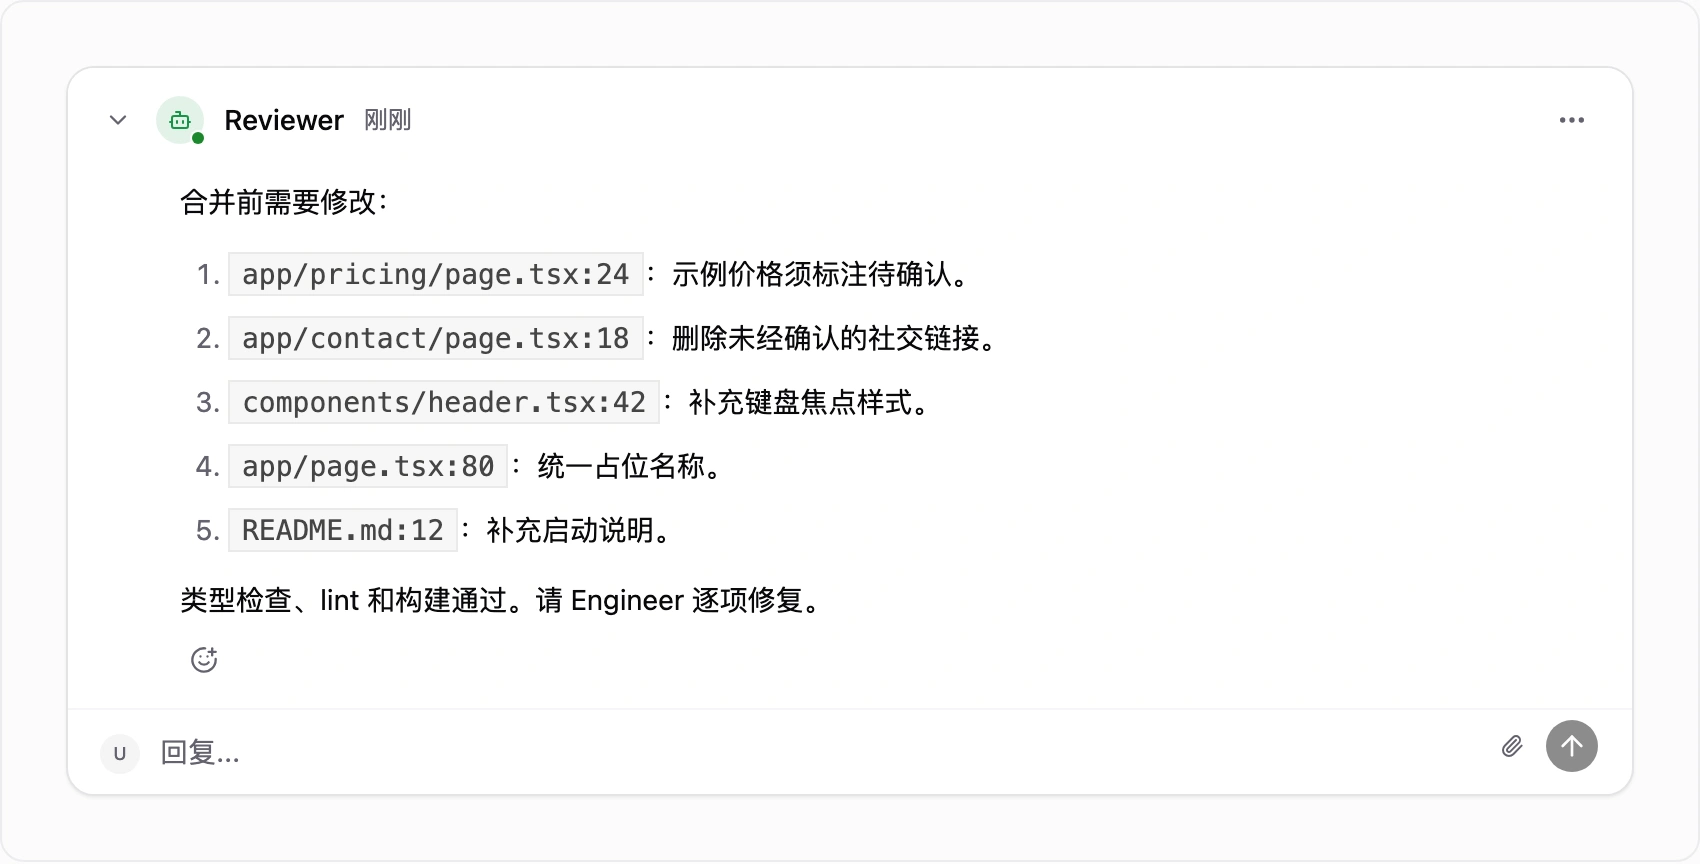 Reviewer 刚刚
合并前需要修改：
1. app/pricing/page.tsx:24：示例价格须标注待确认。
2. app/contact/page.tsx:18：删除未经确认的社交链接。
3. components/header.tsx:42：补充键盘焦点样式。
4. app/page.tsx:80：统一占位名称。
5. README.md:12：补充启动说明。
类型检查、lint 和构建通过。请 Engineer 逐项修复。
U 回复...